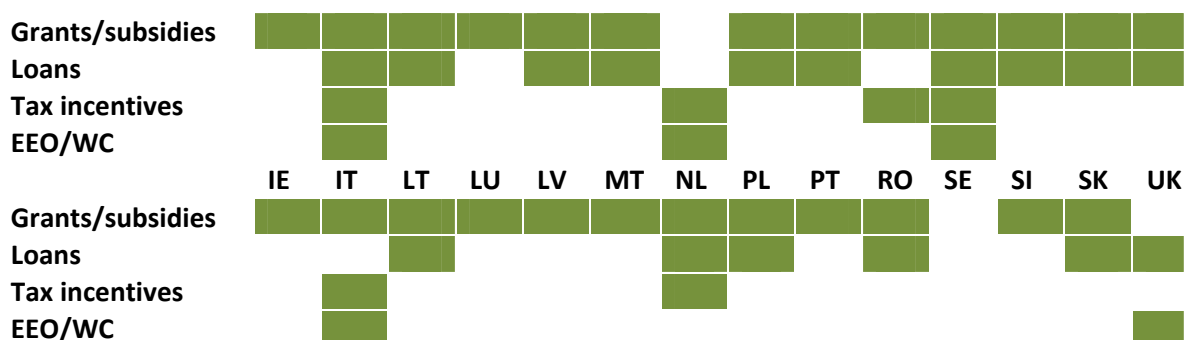 Grants/subsidies
Loans
Tax incentives
EEO/WC
IE IT LT LU LV MT NL PL PT RO SE SI SK UK
Grants/subsidies
Loans
Tax incentives
EEO/WC